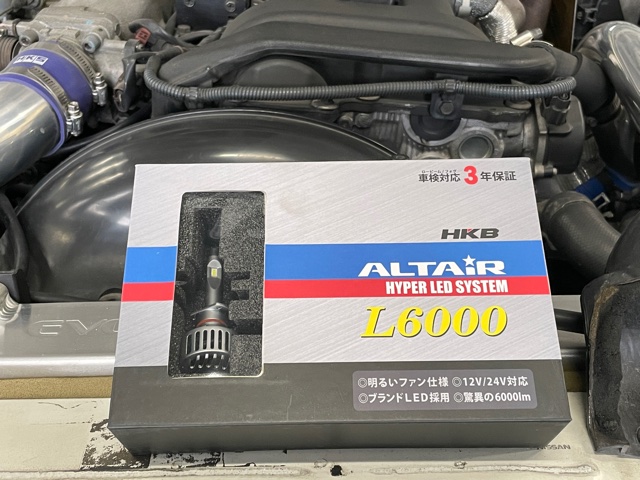 HKS
車検対応3年保証
HKB
ALTAIR
HYPER LED SYSTEM
L6000
◎明るいファン仕様 ◎12V/24V対応
◎ブランドLED採用 ◎驚異の6000lm
NISSAN